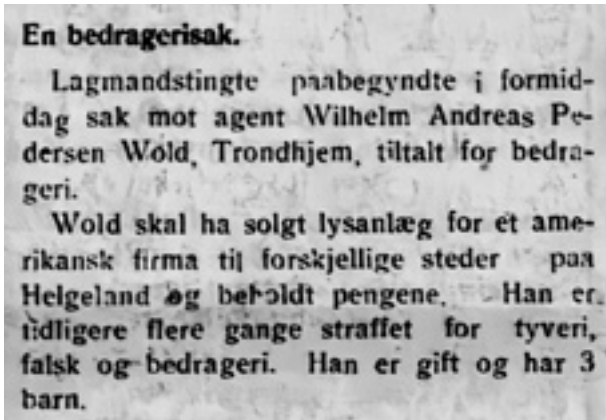 En bedragerisak.
Lagmandstingte paabegyndte i formid-
dag sak mot agent Wilhelm Andreas Pe-
dersen Wold, Trondhjem, tiltalt for bedra-
geri.
Wold skal ha solgt lysanlæg for et ame-
rikansk firma til forskjellige steder paa
Helgeland og beholdt pengene. Han er
tidligere flere gange straffet for tyveri,
falsk og bedrageri. Han er gift og har 3
barn.